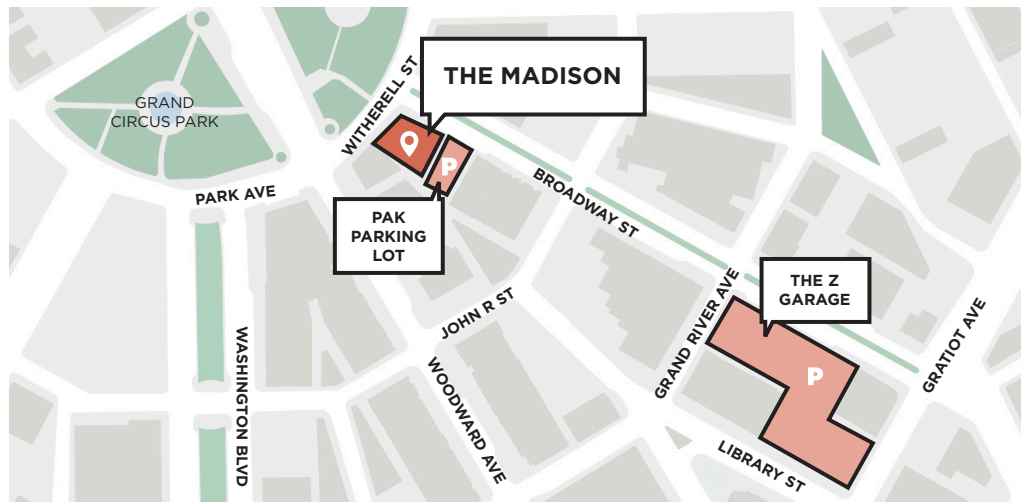 THE MADISON
WITHERELL ST
GRAND
CIRCUS PARK
PARK AVE
P
PAK
PARKING
LOT
BROADWAY ST
THE Z
GARAGE
JOHN R ST
GRAND RIVER AVE
GRATIOT AVE
WASHINGTON BLVD
WOODWARD AVE
P
LIBRARY ST